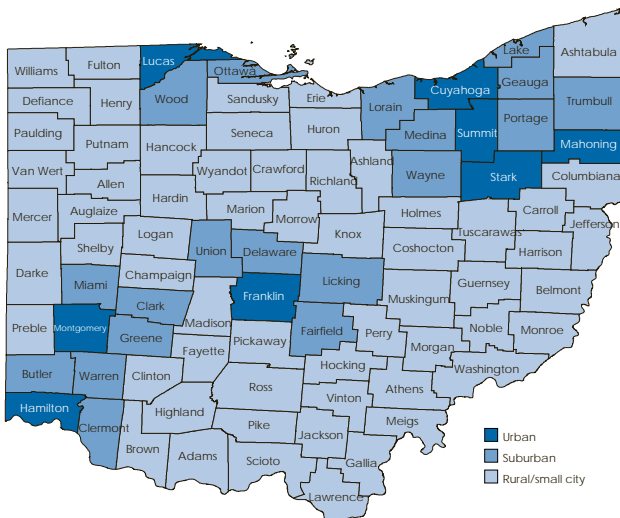 Lake
Ashtabula
Lucas
Fulton
Williams
Ottawa
Geauga
Cuyahoga
Defiance
Henry
Wood
Sandusky
Erie
Lorain
Trumbull
Portage
Paulding
Seneca
Huron
Medina
Summit
Mahoning
Putnam
Hancock
Van Wert
Wyandot
Crawford
Ashland
Richland
Wayne
Stark
Columbiana
Allen
Hardin
Mercer
Auglaize
Marion
Morrow
Holmes
Carroll
Jefferson
Tuscarawas
Logan
Knox
Shelby
Union
Delaware
Coshocton
Harrison
Darke
Champaign
Miami
Licking
Guernsey
Belmont
Franklin
Muskingum
Clark
Madison
Preble
Montgomery
Greene
Pickaway
Fairfield
Perry
Noble
Monroe
Fayette
Morgan
Hocking
Washington
Butler
Warren
Clinton
Ross
Athens
Vinton
Hamilton
Highland
Clermont
Pike
Meigs
Jackson
Brown
Adams
Scioto
Gallia
Lawrence
Urban
Suburban
Rural/small city